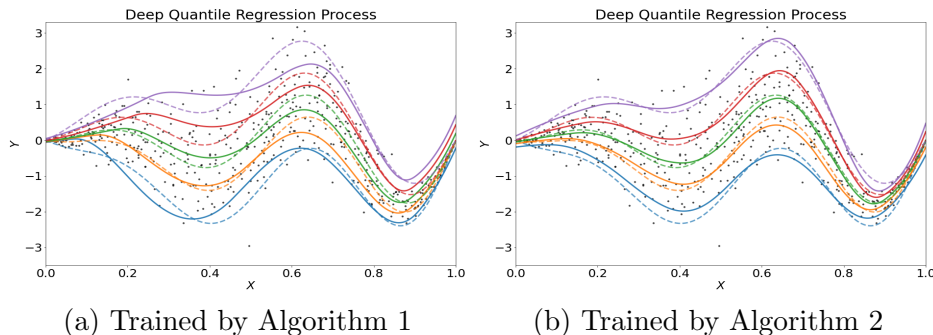 Deep Quantile Regression Process
3
2
1
0
−1
−2
−3
Y
0.0 0.2 0.4 0.6 0.8 1.0
X
(a) Trained by Algorithm 1
Deep Quantile Regression Process
3
2
1
0
−1
−2
−3
Y
0.0 0.2 0.4 0.6 0.8 1.0
X
(b) Trained by Algorithm 2